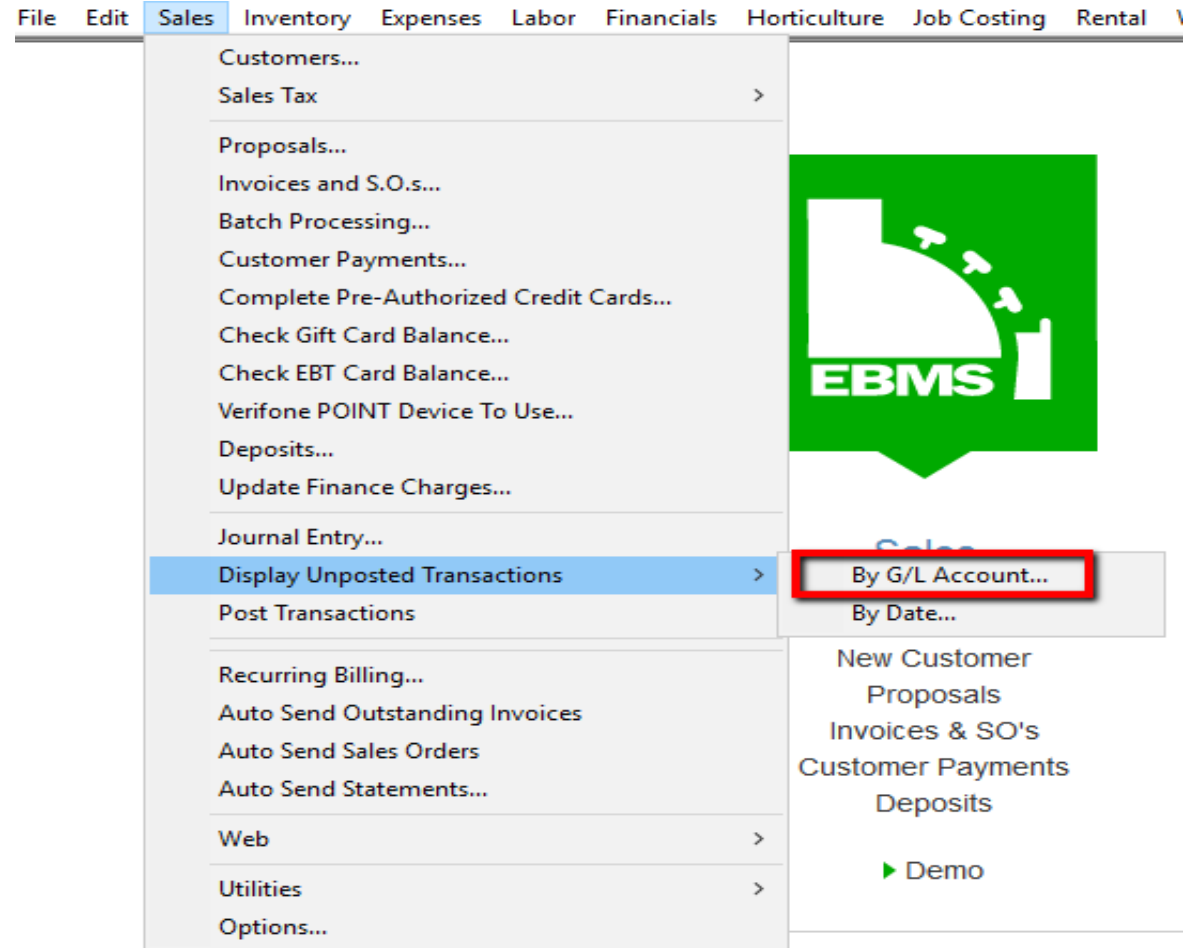 File Edit Sales Inventory Expenses Labor Financials Horticulture Job Costing Rental
Customers...
Sales Tax >
Proposals...
Invoices and S.O.s...
Batch Processing...
Customer Payments...
Complete Pre-Authorized Credit Cards...
Check Gift Card Balance...
Check EBT Card Balance...
Verifone POINT Device To Use...
Deposits...
Update Finance Charges...
Journal Entry...
Display Unposted Transactions >
Post Transactions
Recurring Billing...
Auto Send Outstanding Invoices
Auto Send Sales Orders
Auto Send Statements...
Web >
Utilities >
Options...
By G/L Account...
By Date...
EBMS
Sales
New Customer
Proposals
Invoices & SO's
Customer Payments
Deposits
Demo